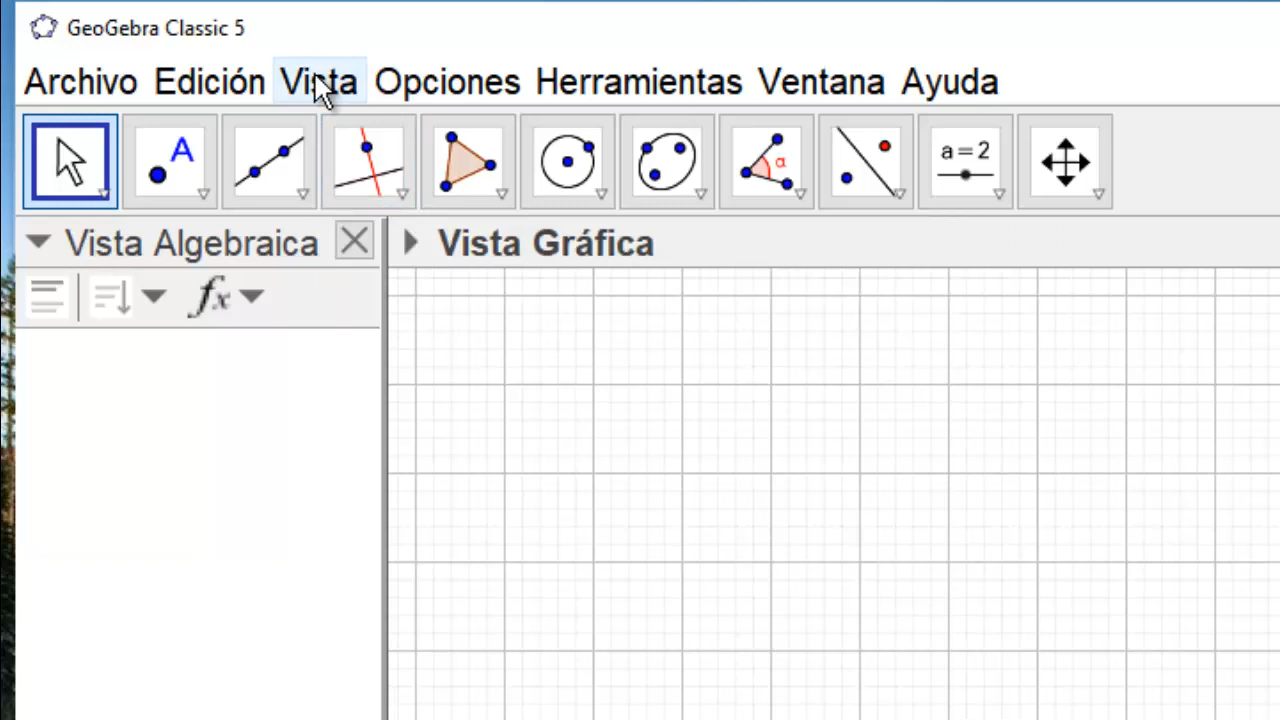 GeoGebra Classic 5
Archivo Edición Vista Opciones Herramientas Ventana Ayuda
A α a = 2
Vista Algebraica Vista Gráfica
fx